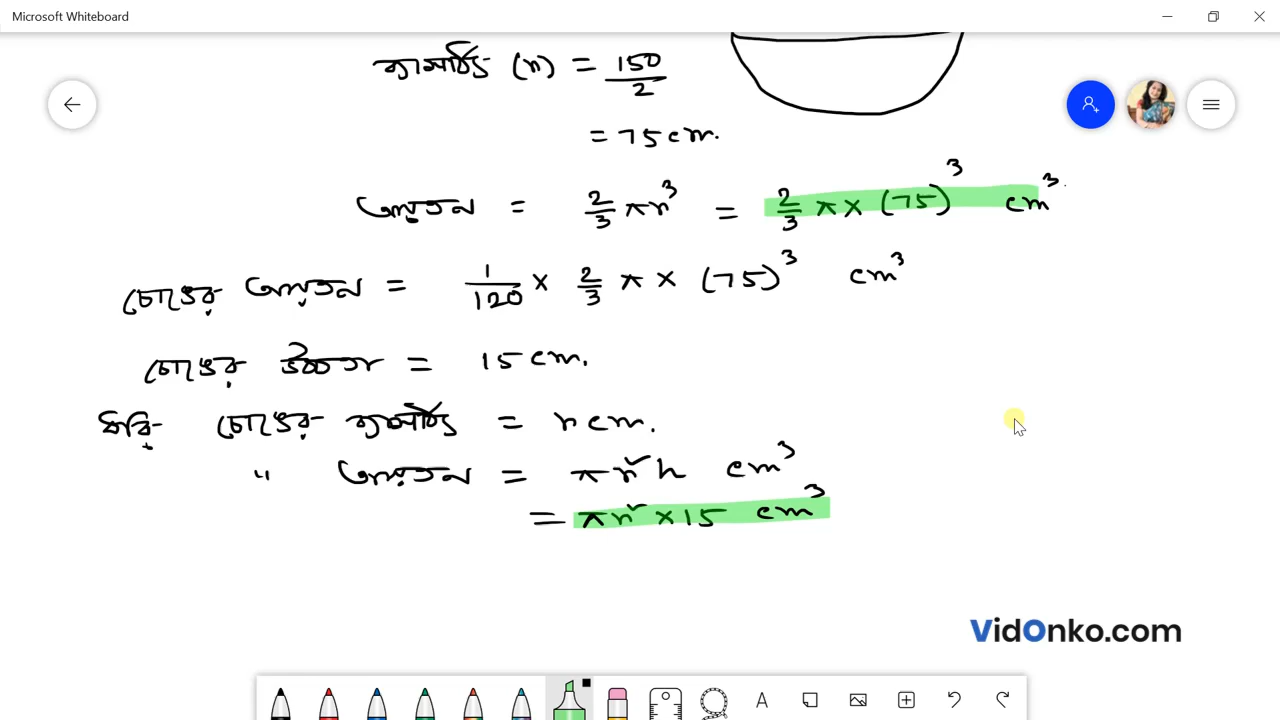 Microsoft Whiteboard
ব্যাসার্ধ (r) = 150/2
= 75 cm.
আয়তন = 2/3 πr³ = 2/3 π × (75)³ cm³
চোঙের আয়তন = 1/120 × 2/3 π × (75)³ cm³
চোঙের উচ্চতা = 15 cm.
ধরি চোঙের ব্যাসার্ধ = r cm.
" আয়তন = πr²h cm³
= πr² × 15 cm³
VidOnko.com